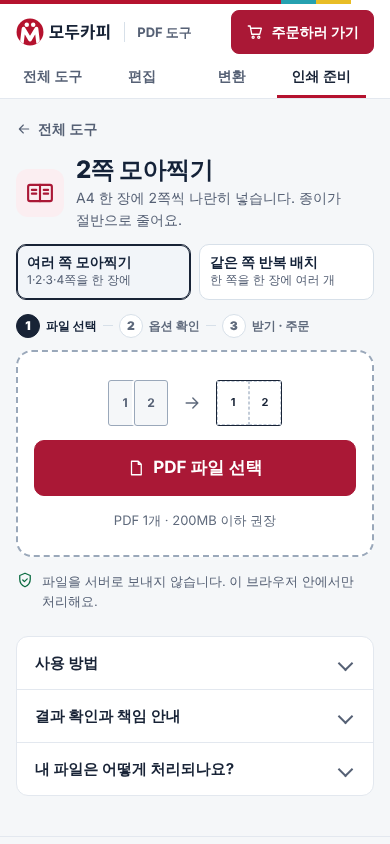 모두카피
PDF 도구
주문하러 가기
전체 도구
편집
변환
인쇄 준비
전체 도구
2쪽 모아찍기
A4 한 장에 2쪽씩 나란히 넣습니다. 종이가
절반으로 줄어요.
여러 쪽 모아찍기
1·2·3·4쪽을 한 장에
같은 쪽 반복 배치
한 쪽을 한 장에 여러 개
1 파일 선택
2 옵션 확인
3 받기 · 주문
1 2 → 1 2
PDF 파일 선택
PDF 1개 · 200MB 이하 권장
파일을 서버로 보내지 않습니다. 이 브라우저 안에서만
처리해요.
사용 방법
결과 확인과 책임 안내
내 파일은 어떻게 처리되나요?